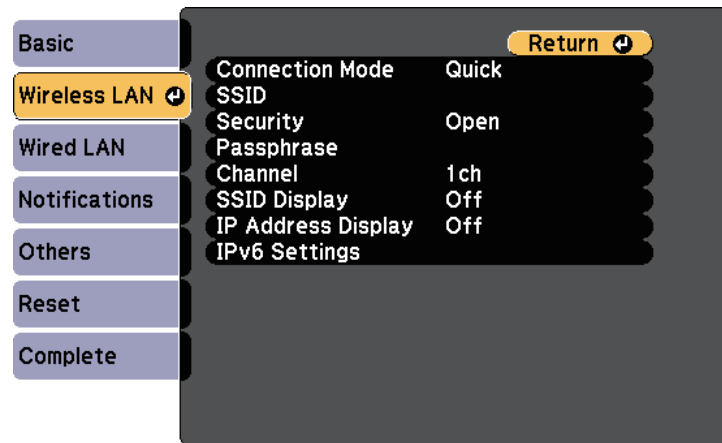 Basic
Wireless LAN
Wired LAN
Notifications
Others
Reset
Complete
Return
Connection Mode Quick
SSID
Security Open
Passphrase
Channel 1ch
SSID Display Off
IP Address Display Off
IPv6 Settings